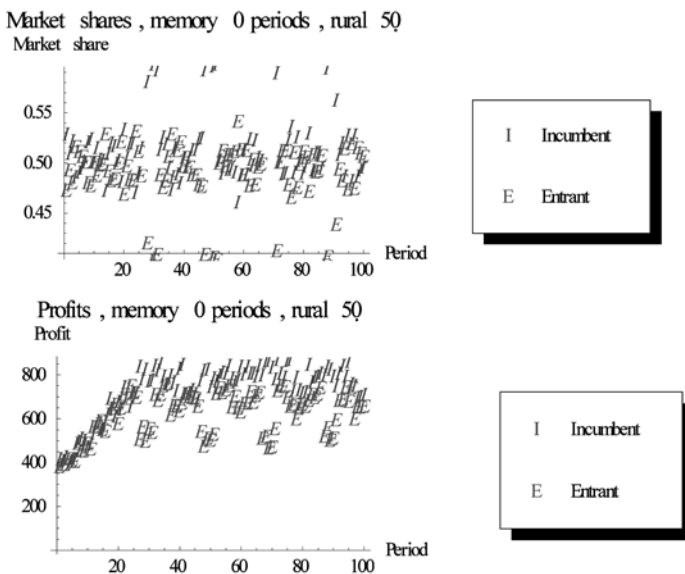 Market shares , memory 0 periods , rural 50,
Market share
0.55
0.50
0.45
20 40 60 80 100 Period
I Incumbent
E Entrant
Profits , memory 0 periods , rural 50,
Profit
800
600
400
200
20 40 60 80 100 Period
I Incumbent
E Entrant